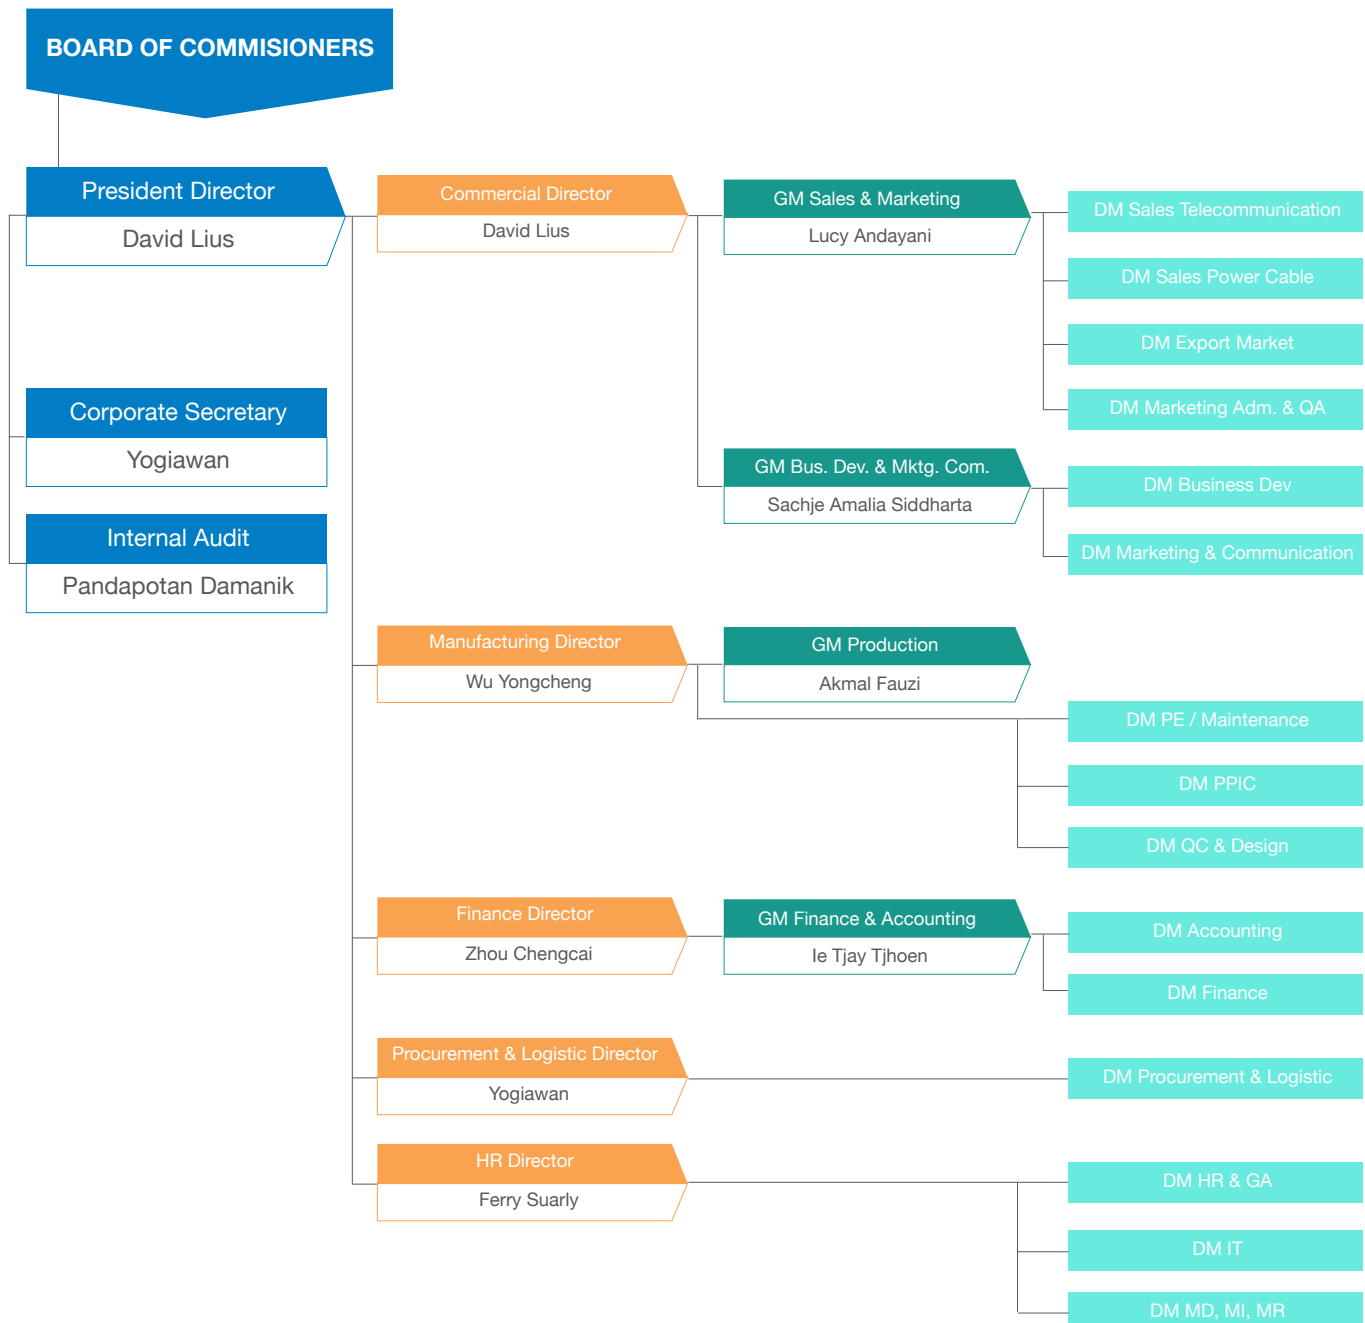 BOARD OF COMMISIONERS
President Director
David Lius
Corporate Secretary
Yogiawan
Internal Audit
Pandapotan Damanik
Commercial Director
David Lius
GM Sales & Marketing
Lucy Andayani
DM Sales Telecommunication
DM Sales Power Cable
DM Export Market
DM Marketing Adm. & QA
GM Bus. Dev. & Mktg. Com.
Sachje Amalia Siddharta
DM Business Dev
DM Marketing & Communication
Manufacturing Director
Wu Yongcheng
GM Production
Akmal Fauzi
DM PE / Maintenance
DM PPIC
DM QC & Design
Finance Director
Zhou Chengcai
GM Finance & Accounting
Ie Tjay Tjhoen
DM Accounting
DM Finance
Procurement & Logistic Director
Yogiawan
DM Procurement & Logistic
HR Director
Ferry Suarly
DM HR & GA
DM IT
DM MD, MI, MR